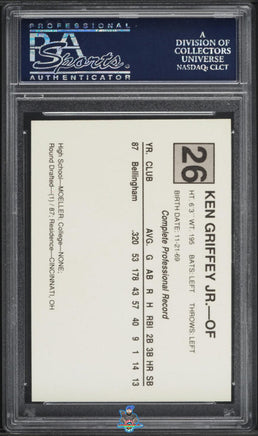 PROFESSIONAL
PSA
Sports
AUTHENTICATOR
A
DIVISION OF
COLLECTORS
UNIVERSE
NASDAQ: CLCT
26
KEN GRIFFEY JR.—OF
HT: 6'3" WT: 195 BATS: LEFT THROWS: LEFT
BIRTH DATE: 11-21-69
Complete Professional Record
YR. CLUB AVG. G AB R H RBI 2B 3B HR SB
87 Bellingham .320 53 178 43 57 40 9 1 14 13
High School—MOELLER; College—NONE;
Round Drafted—(1) / 87; Residence—CINCINNATI, OH